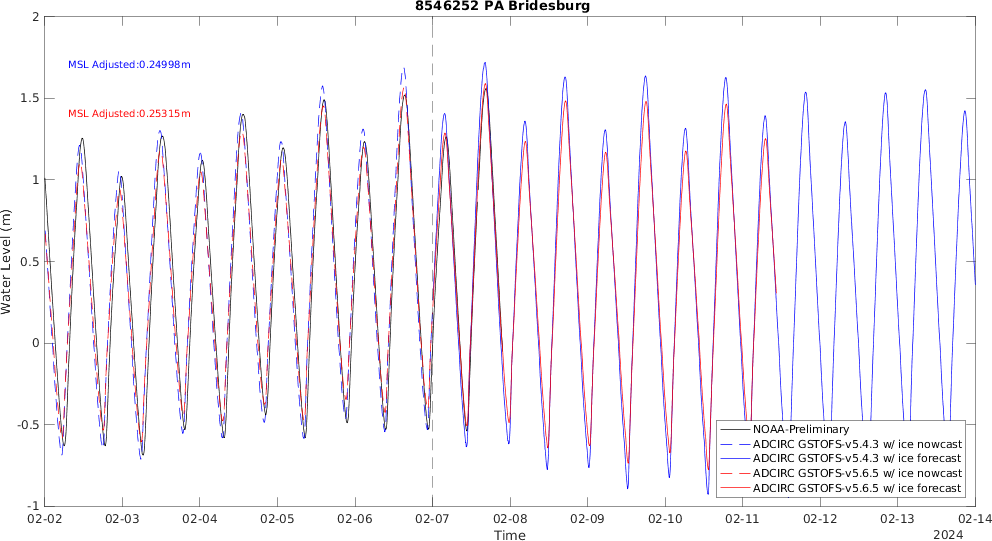 8546252 PA Bridesburg
2
1.5
1
0.5
0
-0.5
-1
Water Level (m)
MSL Adjusted:0.24998m
MSL Adjusted:0.25315m
NOAA-Preliminary
ADCIRC GSTOFS-v5.4.3 w/ ice nowcast
ADCIRC GSTOFS-v5.4.3 w/ ice forecast
ADCIRC GSTOFS-v5.6.5 w/ ice nowcast
ADCIRC GSTOFS-v5.6.5 w/ ice forecast
02-02 02-03 02-04 02-05 02-06 02-07 02-08 02-09 02-10 02-11 02-12 02-13 02-14
Time
2024